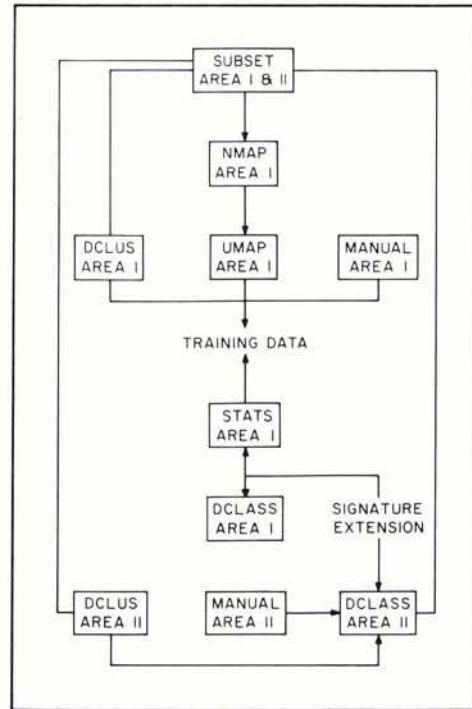 SUBSET
AREA I & II
NMAP
AREA I
DCLUS
AREA I
UMAP
AREA I
MANUAL
AREA I
TRAINING DATA
STATS
AREA I
DCLASS
AREA I
SIGNATURE
EXTENSION
DCLUS
AREA II
MANUAL
AREA II
DCLASS
AREA II